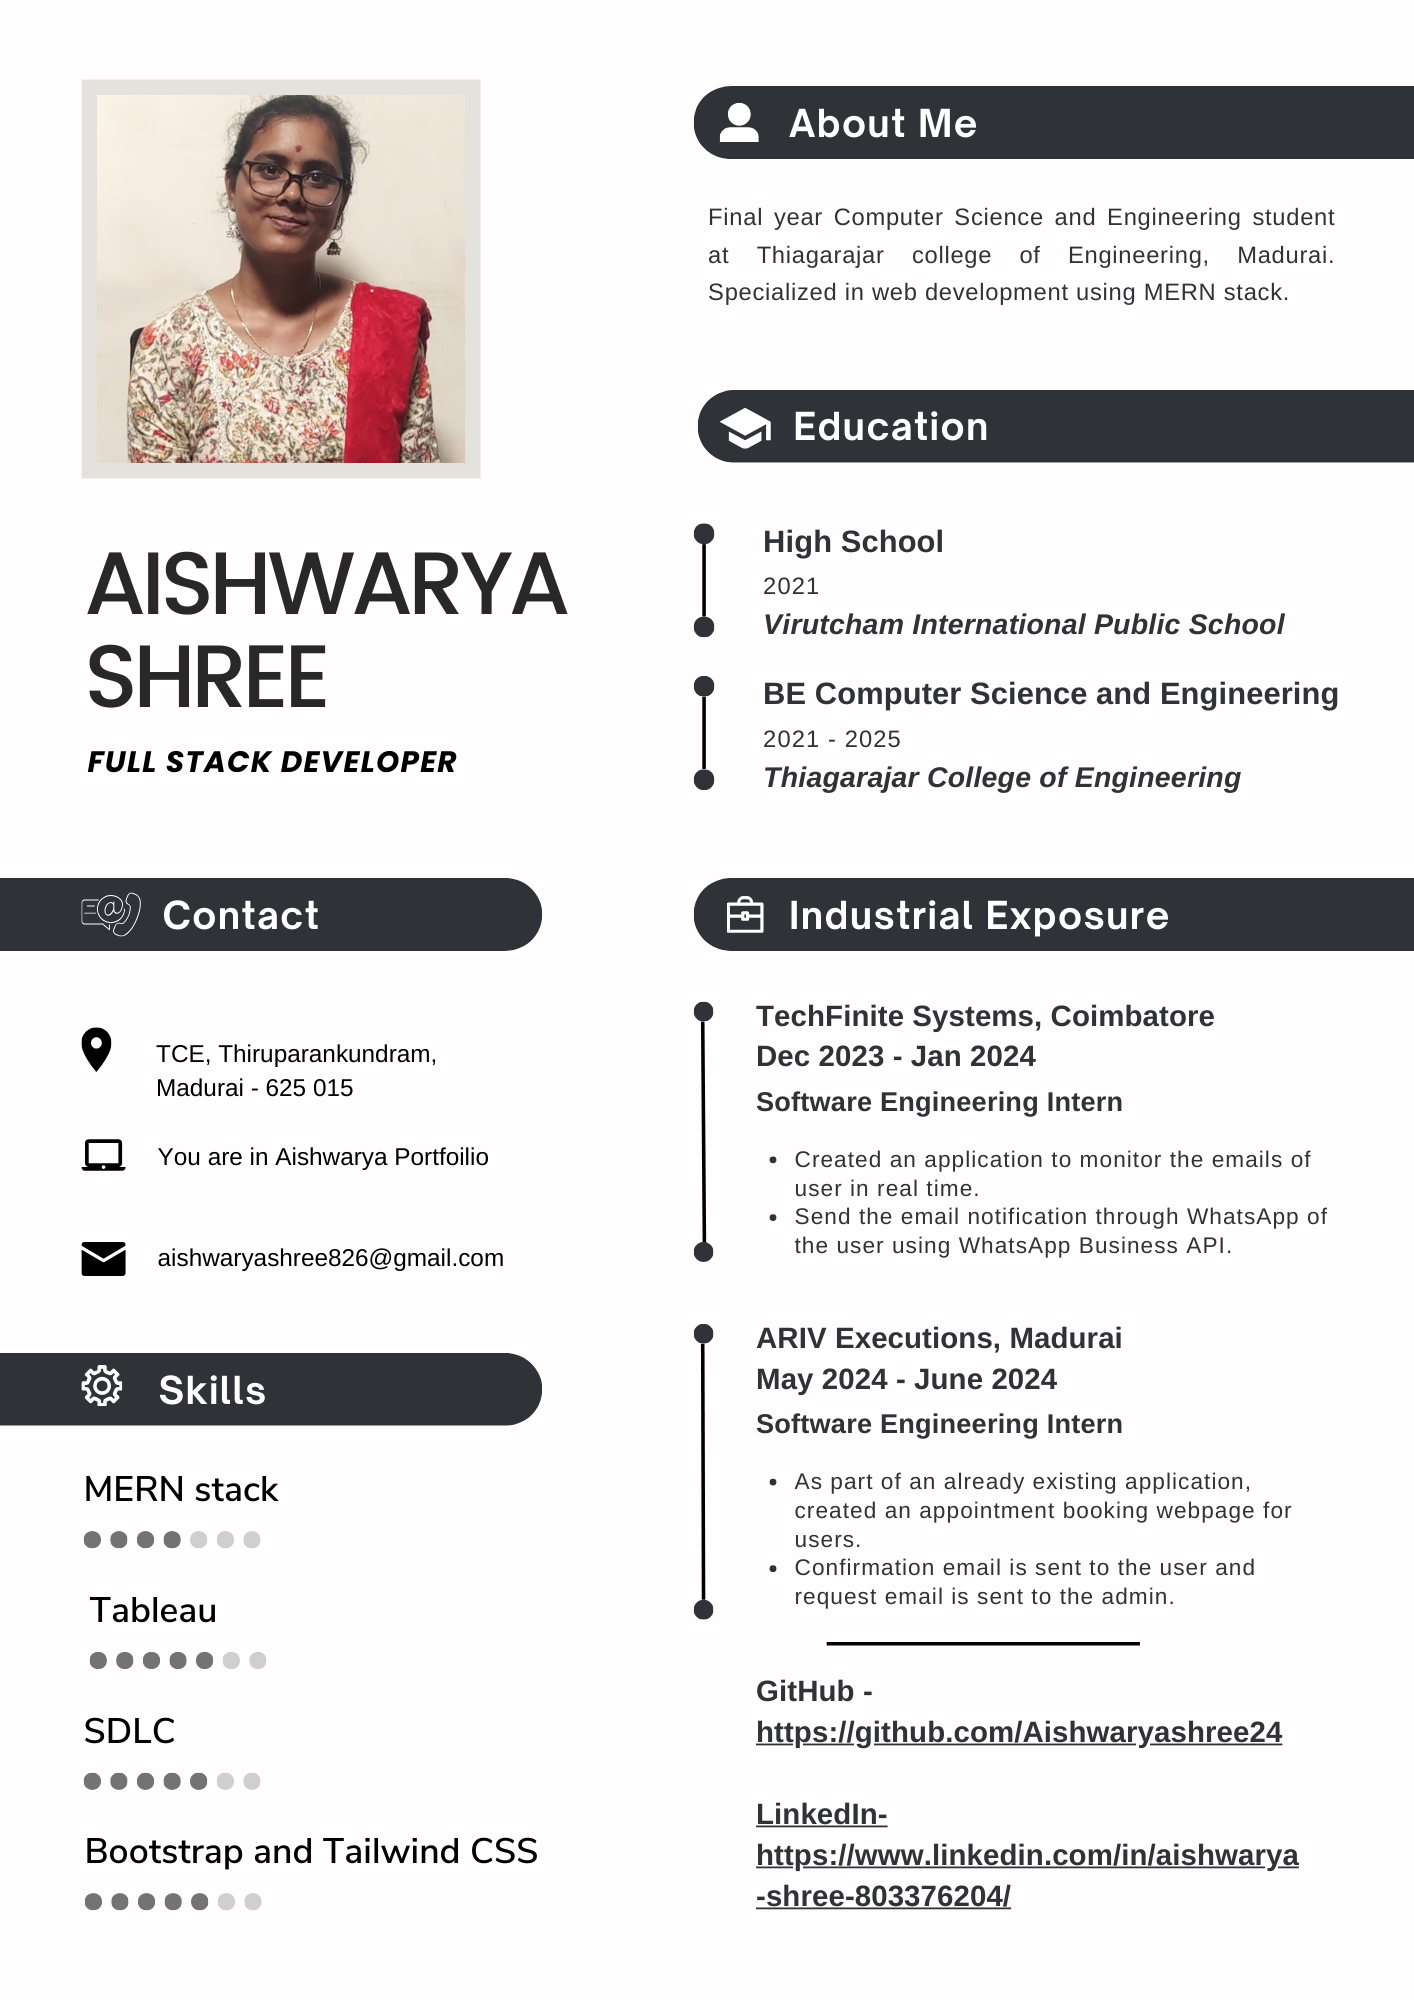 AISHWARYA
SHREE
FULL STACK DEVELOPER
Contact
TCE, Thiruparankundram,
Madurai - 625 015
You are in Aishwarya Portfoilio
aishwaryashree826@gmail.com
Skills
MERN stack
Tableau
SDLC
Bootstrap and Tailwind CSS
About Me
Final year Computer Science and Engineering student
at Thiagarajar college of Engineering, Madurai.
Specialized in web development using MERN stack.
Education
High School
2021
Virutcham International Public School
BE Computer Science and Engineering
2021 - 2025
Thiagarajar College of Engineering
Industrial Exposure
TechFinite Systems, Coimbatore
Dec 2023 - Jan 2024
Software Engineering Intern
• Created an application to monitor the emails of
user in real time.
• Send the email notification through WhatsApp of
the user using WhatsApp Business API.
ARIV Executions, Madurai
May 2024 - June 2024
Software Engineering Intern
• As part of an already existing application,
created an appointment booking webpage for
users.
• Confirmation email is sent to the user and
request email is sent to the admin.
GitHub -
https://github.com/Aishwaryashree24
LinkedIn-
https://www.linkedin.com/in/aishwarya
-shree-803376204/